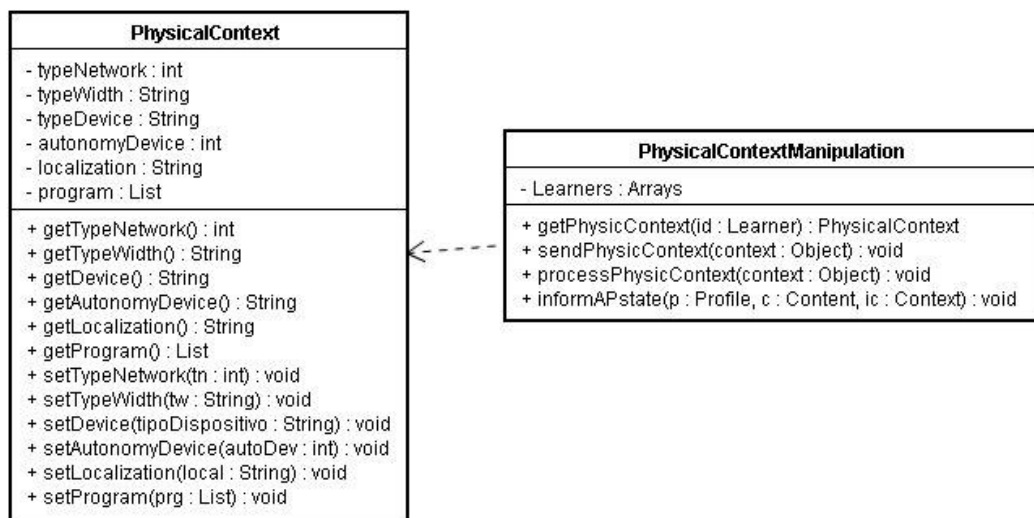 PhysicalContext
- typeNetwork : int
- typeWidth : String
- typeDevice : String
- autonomyDevice : int
- localization : String
- program : List
+ getTypeNetwork() : int
+ getTypeWidth() : String
+ getDevice() : String
+ getAutonomyDevice() : String
+ getLocalization() : String
+ getProgram() : List
+ setTypeNetwork(tn : int) : void
+ setTypeWidth(tw : String) : void
+ setDevice(tipoDispositivo : String) : void
+ setAutonomyDevice(autoDev : int) : void
+ setLocalization(local : String) : void
+ setProgram(prg : List) : void
PhysicalContextManipulation
- Learners : Arrays
+ getPhysicContext(id : Learner) : PhysicalContext
+ sendPhysicContext(context : Object) : void
+ processPhysicContext(context : Object) : void
+ informAPstate(p : Profile, c : Content, ic : Context) : void